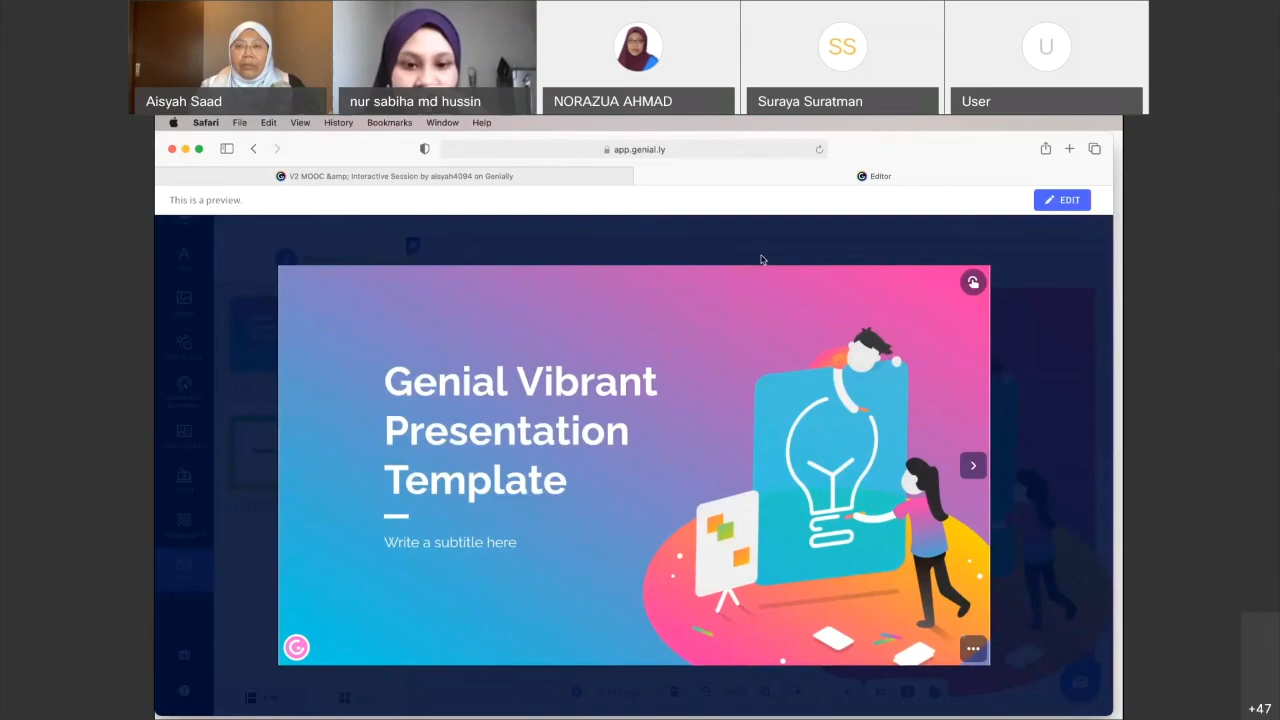 SS
U
Aisyah Saad
nur sabiha md hussin
NORAZUA AHMAD
Suraya Suratman
User
Safari File Edit View History Bookmarks Window Help
app.genial.ly
V2 MOOC &amp; Interactive Session by aisyah4094 on Genially
Editor
This is a preview.
EDIT
Genial Vibrant
Presentation
Template
Write a subtitle here
+47